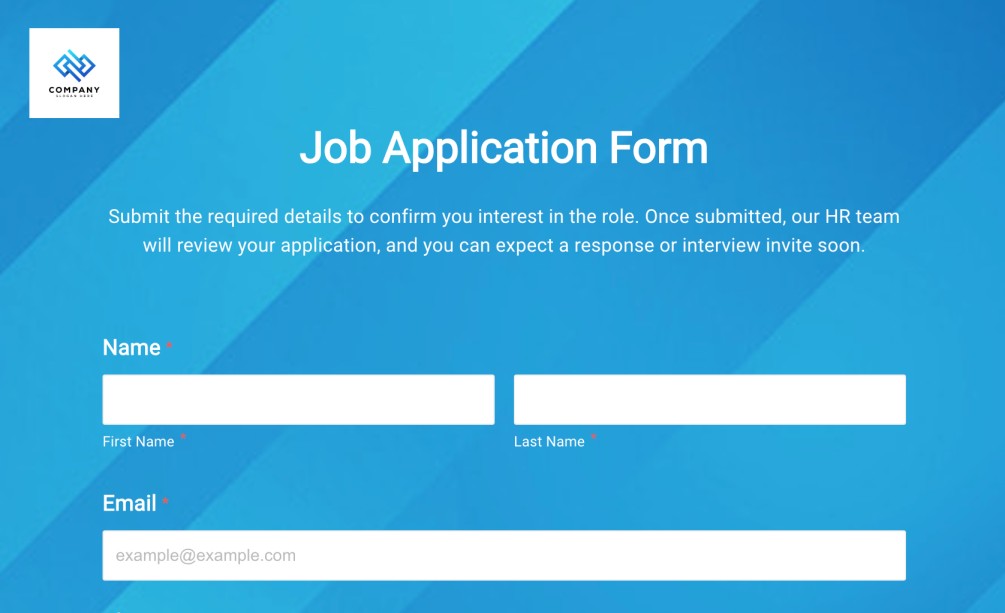 COMPANY
SLOGAN HERE
Job Application Form
Submit the required details to confirm you interest in the role. Once submitted, our HR team
will review your application, and you can expect a response or interview invite soon.
Name *
First Name * Last Name *
Email *
example@example.com